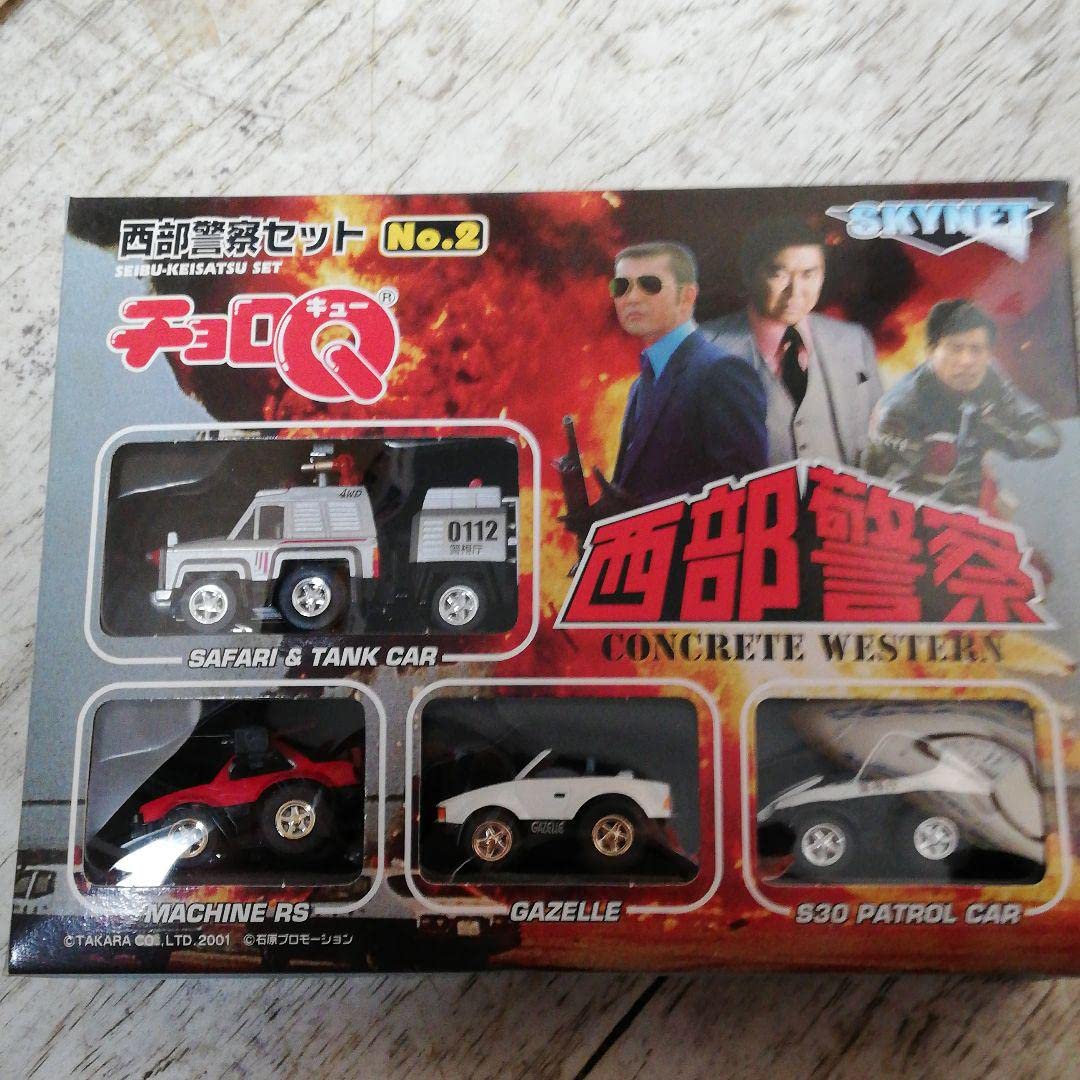 西部警察セット No.2
SEIBU-KEISATSU SET
SKYNET
チョロQ キュー ®
4WD
0112
警視庁
SAFARI & TANK CAR
西部警察
CONCRETE WESTERN
GAZELLE
MACHINE RS
GAZELLE
S30 PATROL CAR
©TAKARA CO.,LTD.2001 ©石原プロモーション